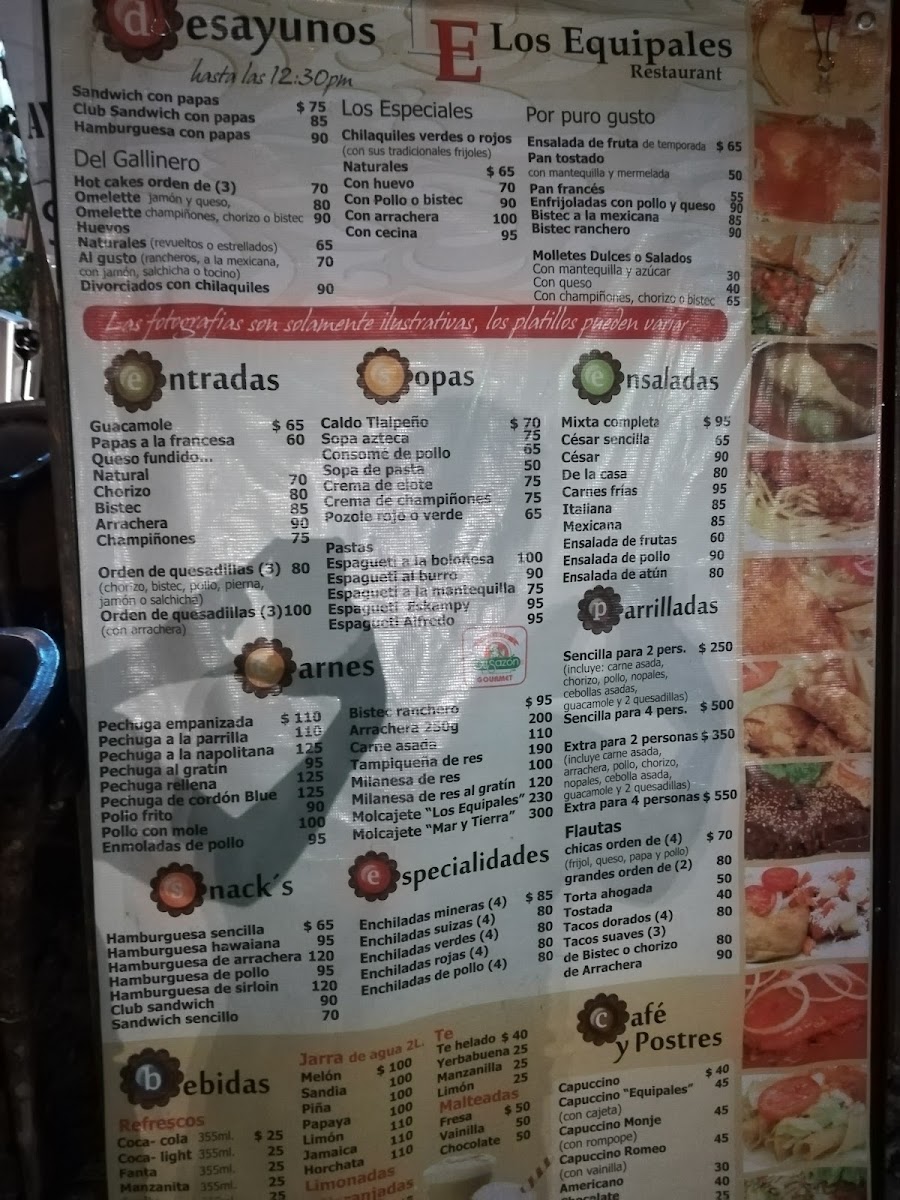 desayunos
hasta las 12:30pm
E Los Equipales
Restaurant
Sandwich con papas $ 75
Club Sandwich con papas 85
Hamburguesa con papas 90
Del Gallinero
Hot cakes orden de (3) 70
Omelette jamón y queso, 80
Omelette champiñones, chorizo o bistec 90
Huevos
Naturales (revueltos o estrellados) 65
Al gusto (rancheros, a la mexicana, 70
con jamón, salchicha o tocino)
Divorciados con chilaquiles 90
Los Especiales
Chilaquiles verdes o rojos
(con sus tradicionales frijoles)
Naturales $ 65
Con huevo 70
Con Pollo o bistec 90
Con arrachera 100
Con cecina 95
Por puro gusto
Ensalada de fruta de temporada $ 65
Pan tostado
con mantequilla y mermelada 50
Pan francés 55
Enfrijoladas con pollo y queso 90
Bistec a la mexicana 85
Bistec ranchero 90
Molletes Dulces o Salados
Con mantequilla y azúcar 30
Con queso 40
Con champiñones, chorizo o bistec 65
Las fotografias son solamente ilustrativas, los platillos pueden variar
entradas
Guacamole $ 65
Papas a la francesa 60
Queso fundido...
Natural 70
Chorizo 80
Bistec 85
Arrachera 90
Champiñones 75
Orden de quesadillas (3) 80
(chorizo, bistec, pollo, pierna,
jamón o salchicha)
Orden de quesadillas (3)100
(con arrachera)
sopas
Caldo Tlalpeño $ 70
Sopa azteca 75
Consomé de pollo 65
Sopa de pasta 50
Crema de elote 75
Crema de champiñones 75
Pozole rojo o verde 65
Pastas
Espagueti a la boloñesa 100
Espagueti al burro 90
Espagueti a la mantequilla 75
Espagueti Eskampy 95
Espagueti Alfredo 95
ensaladas
Mixta completa $ 95
César sencilla 65
César 90
De la casa 80
Carnes frias 95
Italiana 85
Mexicana 85
Ensalada de frutas 60
Ensalada de pollo 90
Ensalada de atún 80
parrilladas
Sencilla para 2 pers. $ 250
(incluye: carne asada,
chorizo, pollo, nopales,
cebollas asadas,
guacamole y 2 quesadillas)
Sencilla para 4 pers. $ 500
Extra para 2 personas $ 350
(incluye carne asada,
arrachera, pollo, chorizo,
nopales, cebolla asada,
guacamole y 2 quesadillas)
Extra para 4 personas $ 550
Flautas
chicas orden de (4) $ 70
(frijol, queso, papa y pollo)
grandes orden de (2) 80
Torta ahogada 50
Tostada 40
Tacos dorados (4) 80
Tacos suaves (3)
de Bistec o chorizo 80
de Arrachera 90
carnes
Sazón
GOURMET
Pechuga empanizada $ 110
Pechuga a la parrilla 110
Pechuga a la napolitana 125
Pechuga al gratín 95
Pechuga rellena 125
Pechuga de cordón Blue 125
Pollo frito 90
Pollo con mole 100
Enmoladas de pollo 95
Bistec ranchero $ 95
Arrachera 250g 200
Carne asada 110
Tampiqueña de res 190
Milanesa de res 100
Milanesa de res al gratín 120
Molcajete "Los Equipales" 230
Molcajete "Mar y Tierra" 300
snack´s
Hamburguesa sencilla $ 65
Hamburguesa hawaiana 95
Hamburguesa de arrachera 120
Hamburguesa de pollo 95
Hamburguesa de sirloin 120
Club sandwich 90
Sandwich sencillo 70
especialidades
Enchiladas mineras (4) $ 85
Enchiladas suizas (4) 80
Enchiladas verdes (4) 80
Enchiladas rojas (4) 80
Enchiladas de pollo (4) 80
bebidas
Refrescos
Coca- cola 355ml. $ 25
Coca- light 355ml. 25
Fanta 355ml. 25
Manzanita 355ml. 25
25
Jarra de agua 2L.
Melón $ 100
Sandia 100
Piña 100
Papaya 100
Limón 110
Jamaica 110
Horchata 110
Limonadas
Naranjadas
Te
Te helado $ 40
Yerbabuena 25
Manzanilla 25
Limón 25
Malteadas
Fresa $ 50
Vainilla 50
Chocolate 50
café
y Postres
Capuccino $ 40
Capuccino "Equipales" 45
(con cajeta)
Capuccino Monje 45
(con rompope)
Capuccino Romeo 45
(con vainilla)
Americano 30
Chocolate 40
25